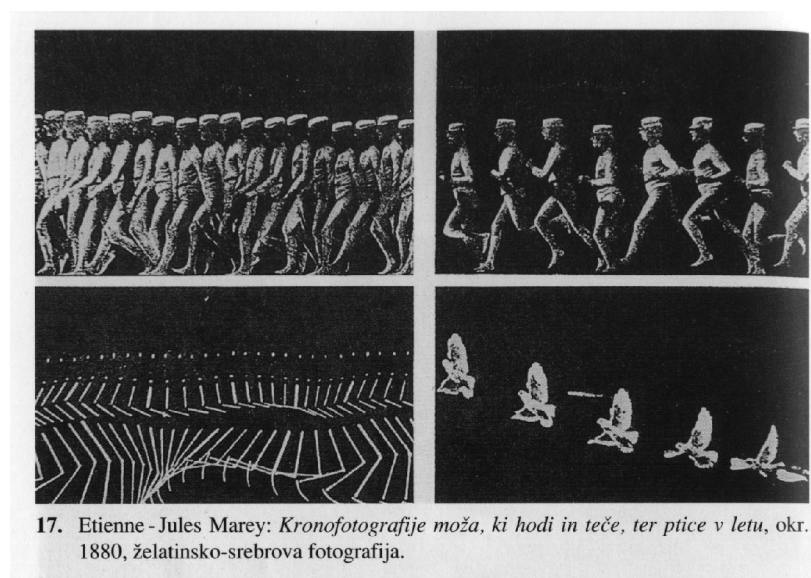 17. Etienne-Jules Marey: Kronofotografije moža, ki hodi in teče, ter ptice v letu, okr.
1880, želatinsko-srebrova fotografija.